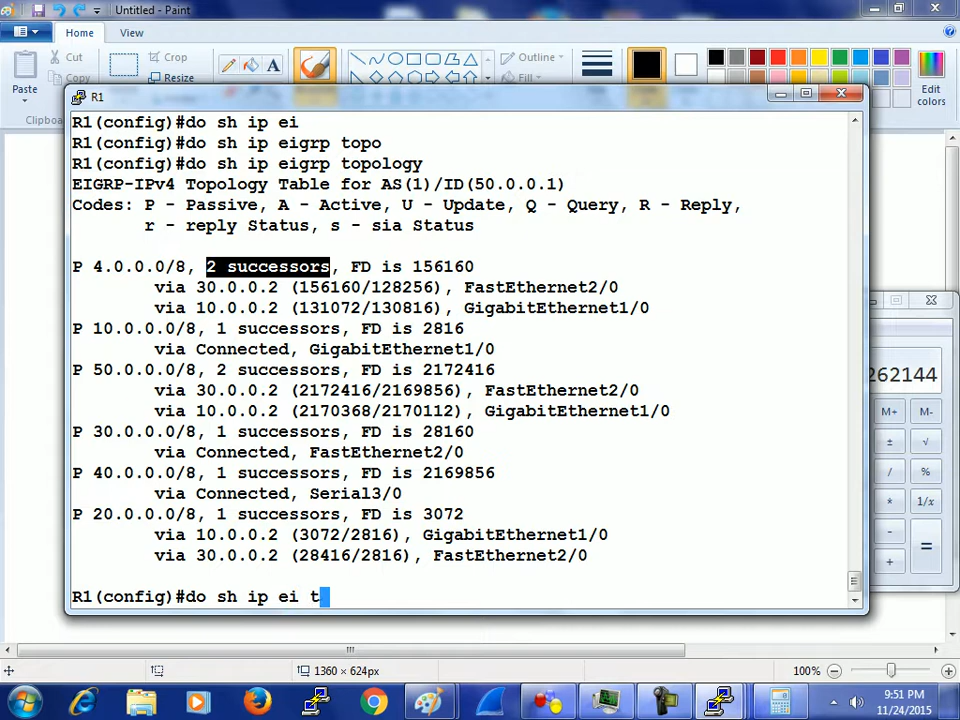 Untitled - Paint
Home
View
Cut
Copy
Paste
Clipboard
Crop
Resize
Outline
Fill
Edit
colors
R1
R1(config)#do sh ip ei
R1(config)#do sh ip eigrp topo
R1(config)#do sh ip eigrp topology
EIGRP-IPv4 Topology Table for AS(1)/ID(50.0.0.1)
Codes: P - Passive, A - Active, U - Update, Q - Query, R - Reply,
r - reply Status, s - sia Status
P 4.0.0.0/8, 2 successors, FD is 156160
via 30.0.0.2 (156160/128256), FastEthernet2/0
via 10.0.0.2 (131072/130816), GigabitEthernet1/0
P 10.0.0.0/8, 1 successors, FD is 2816
via Connected, GigabitEthernet1/0
P 50.0.0.0/8, 2 successors, FD is 2172416
via 30.0.0.2 (2172416/2169856), FastEthernet2/0
via 10.0.0.2 (2170368/2170112), GigabitEthernet1/0
P 30.0.0.0/8, 1 successors, FD is 28160
via Connected, FastEthernet2/0
P 40.0.0.0/8, 1 successors, FD is 2169856
via Connected, Serial3/0
P 20.0.0.0/8, 1 successors, FD is 3072
via 10.0.0.2 (3072/2816), GigabitEthernet1/0
via 30.0.0.2 (28416/2816), FastEthernet2/0
R1(config)#do sh ip ei t
262144
M+ M-
± √
/ %
* 1/x
- =
+
1360 × 624px
100%
9:51 PM
11/24/2015